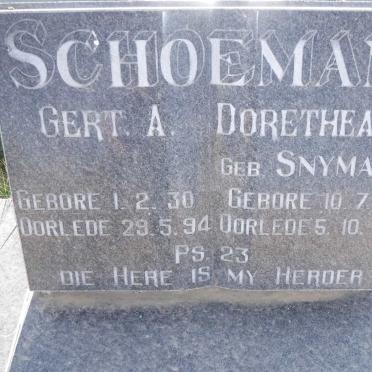 SCHOEMAN
GERT. A. DORETHEA
GEB SNYMA
GEBORE 1. 2. 30 GEBORE 10. 7.
OORLEDE 29. 5. 94 OORLEDE 5. 10.
PS. 23
DIE HERE IS MY HERDER